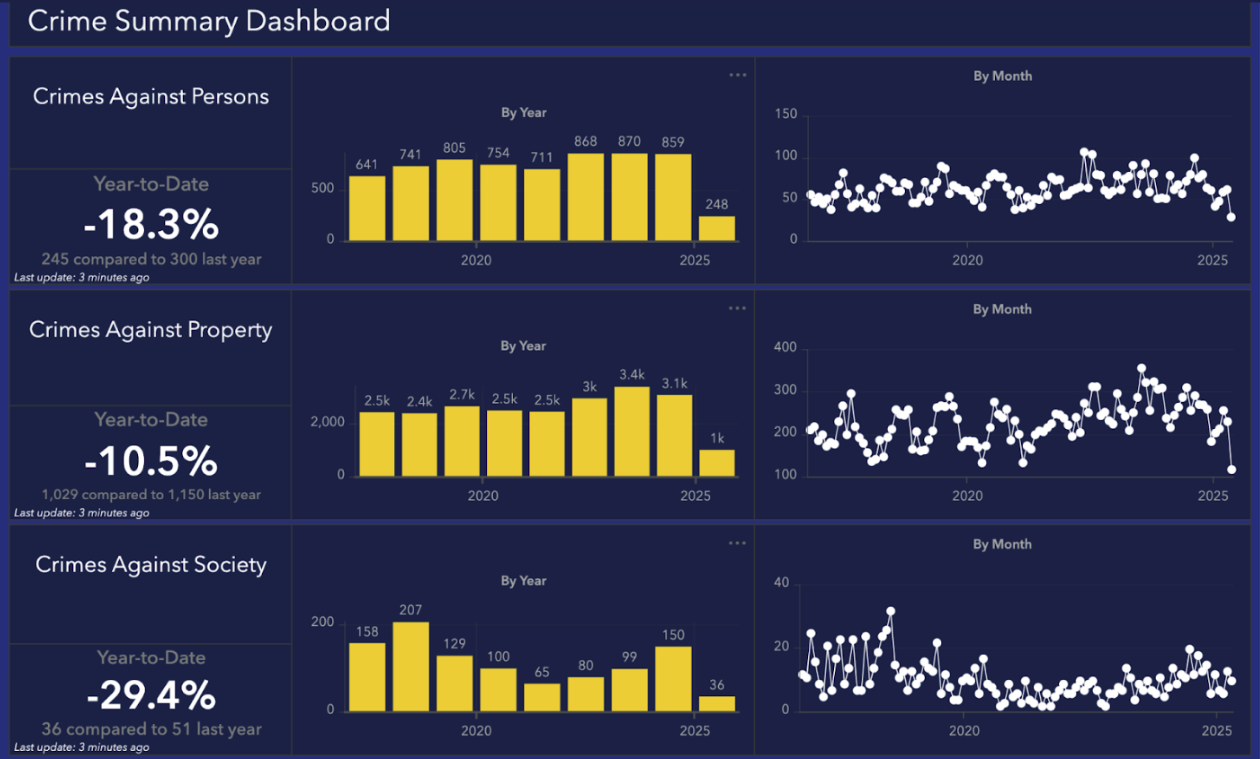 Crime Summary Dashboard
Crimes Against Persons
Year-to-Date
-18.3%
245 compared to 300 last year
Last update: 3 minutes ago
...
By Year
641
741
805
754
711
868
870
859
248
500
0
2020
2025
By Month
150
100
50
0
2020
2025
Crimes Against Property
Year-to-Date
-10.5%
1,029 compared to 1,150 last year
Last update: 3 minutes ago
...
By Year
2.5k
2.4k
2.7k
2.5k
2.5k
3k
3.4k
3.1k
1k
2,000
0
2020
2025
By Month
400
300
200
100
2020
2025
Crimes Against Society
Year-to-Date
-29.4%
36 compared to 51 last year
Last update: 3 minutes ago
...
By Year
158
207
129
100
65
80
99
150
36
200
0
2020
2025
By Month
40
20
0
2020
2025